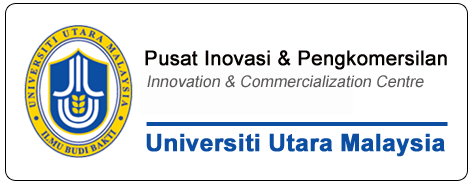 UNIVERSITI UTARA MALAYSIA
ILMU BUDI BAKTI
Pusat Inovasi & Pengkomersilan
Innovation & Commercialization Centre
Universiti Utara Malaysia